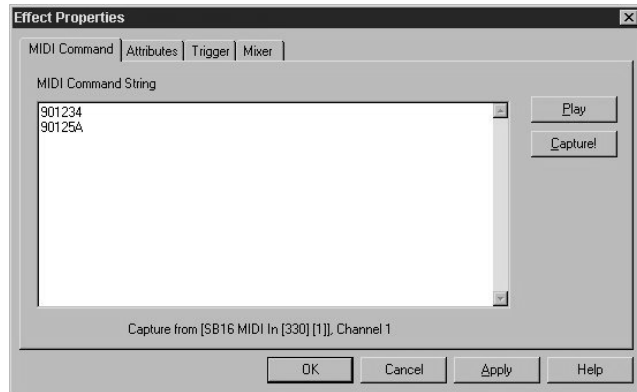 Effect Properties
MIDI Command Attributes Trigger Mixer
MIDI Command String
901234
90125A
Play
Capture!
Capture from [SB16 MIDI In [330] [1]], Channel 1
OK Cancel Apply Help